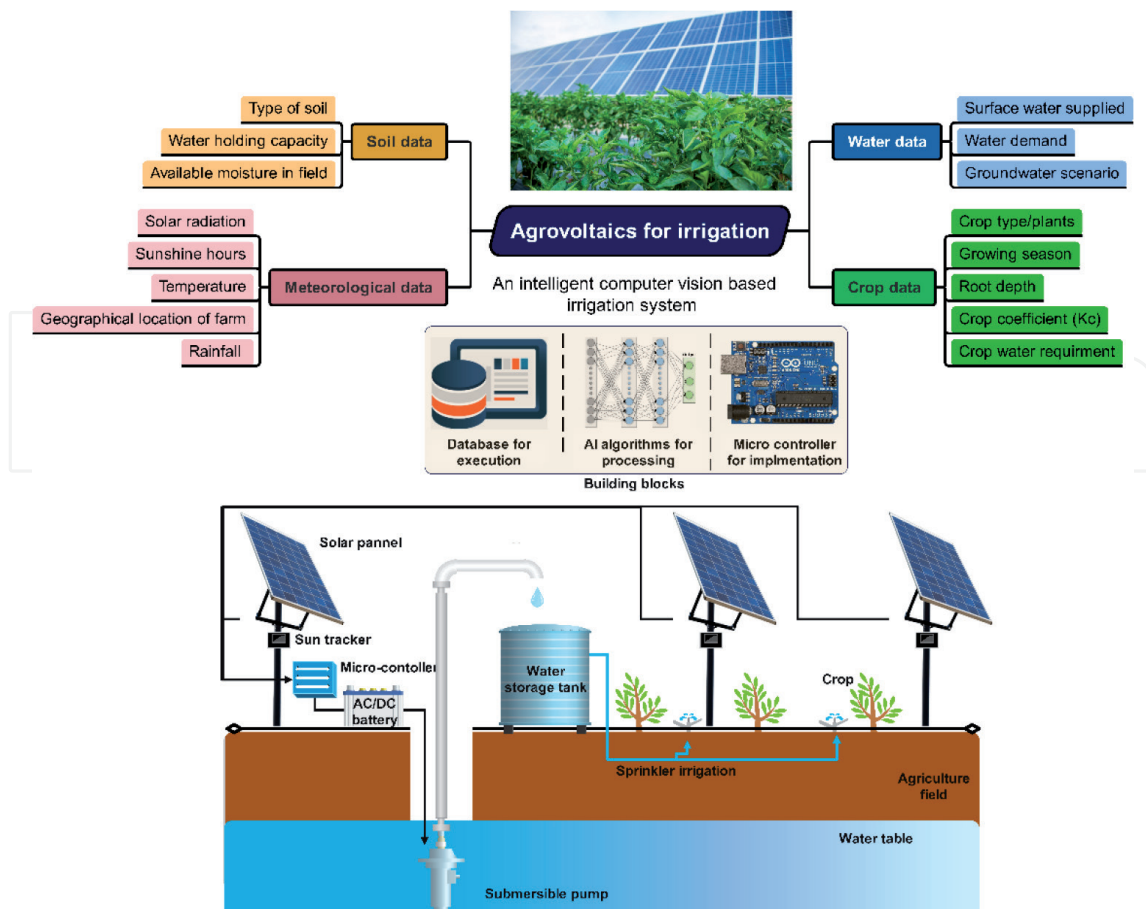 Type of soil
Water holding capacity
Available moisture in field
Soil data
Solar radiation
Sunshine hours
Temperature
Geographical location of farm
Rainfall
Meteorological data
Agrovoltaics for irrigation
An intelligent computer vision based
irrigation system
Water data
Surface water supplied
Water demand
Groundwater scenario
Crop data
Crop type/plants
Growing season
Root depth
Crop coefficient (Kc)
Crop water requirment
Database for
execution
AI algorithms for
processing
Micro controller
for implmentation
Building blocks
Solar pannel
Sun tracker
Micro-contoller
AC/DC
battery
Water
storage tank
Crop
Sprinkler irrigation
Agriculture
field
Water table
Submersible pump